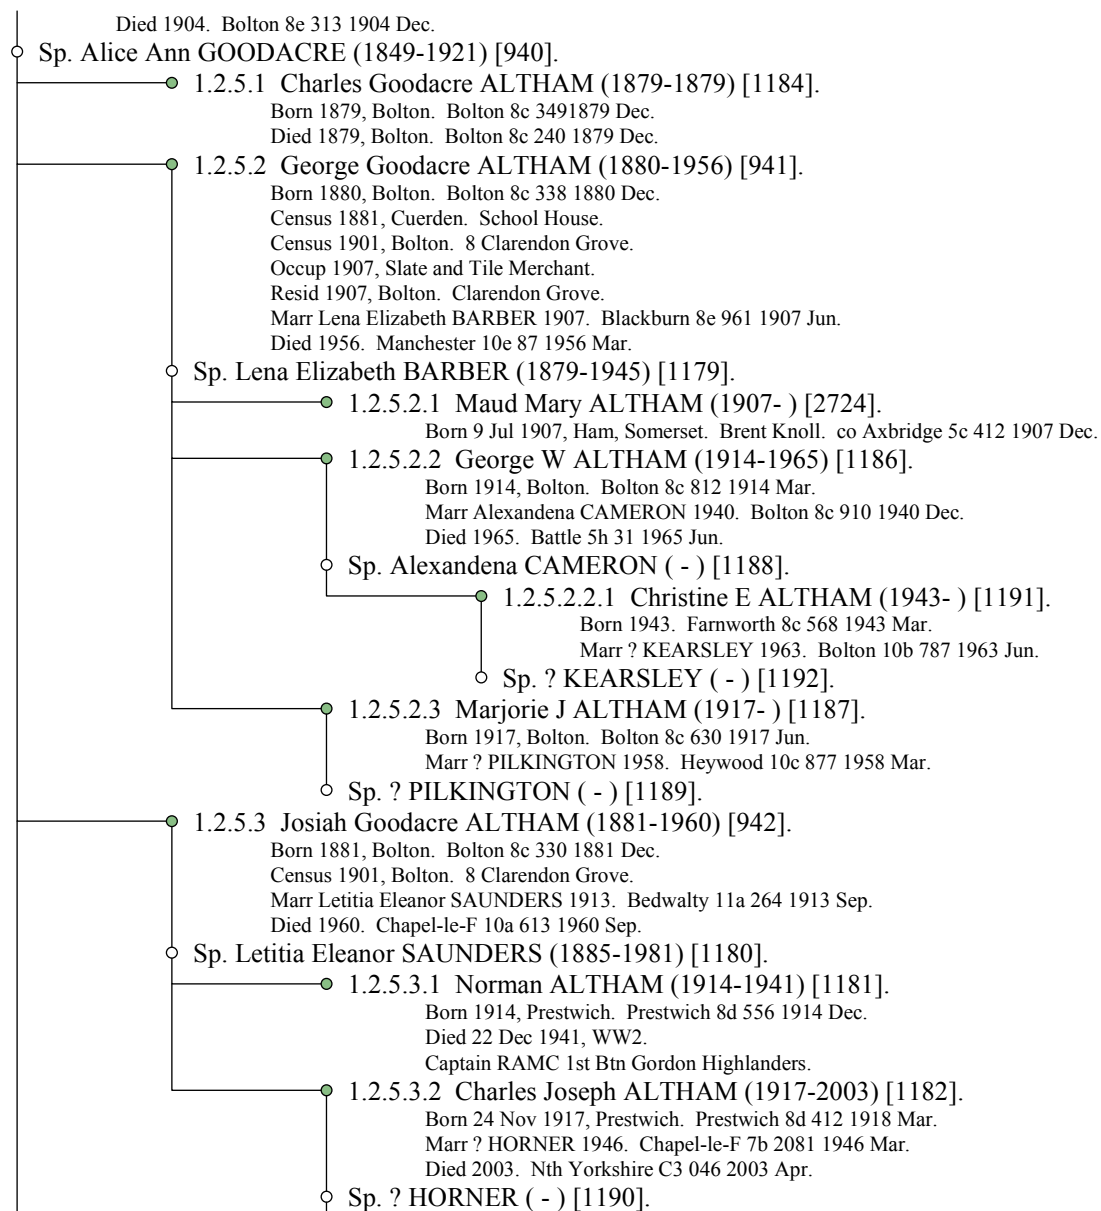 Died 1904.  Bolton 8e 313 1904 Dec.
Sp. Alice Ann GOODACRE (1849-1921) [940].
1.2.5.1  Charles Goodacre ALTHAM (1879-1879) [1184].
Born 1879, Bolton.  Bolton 8c 3491879 Dec.
Died 1879, Bolton.  Bolton 8c 240 1879 Dec.
1.2.5.2  George Goodacre ALTHAM (1880-1956) [941].
Born 1880, Bolton.  Bolton 8c 338 1880 Dec.
Census 1881, Cuerden.  School House.
Census 1901, Bolton.  8 Clarendon Grove.
Occup 1907, Slate and Tile Merchant.
Resid 1907, Bolton.  Clarendon Grove.
Marr Lena Elizabeth BARBER 1907.  Blackburn 8e 961 1907 Jun.
Died 1956.  Manchester 10e 87 1956 Mar.
Sp. Lena Elizabeth BARBER (1879-1945) [1179].
1.2.5.2.1  Maud Mary ALTHAM (1907- ) [2724].
Born 9 Jul 1907, Ham, Somerset.  Brent Knoll.  co Axbridge 5c 412 1907 Dec.
1.2.5.2.2  George W ALTHAM (1914-1965) [1186].
Born 1914, Bolton.  Bolton 8c 812 1914 Mar.
Marr Alexandena CAMERON 1940.  Bolton 8c 910 1940 Dec.
Died 1965.  Battle 5h 31 1965 Jun.
Sp. Alexandena CAMERON ( - ) [1188].
1.2.5.2.2.1  Christine E ALTHAM (1943- ) [1191].
Born 1943.  Farnworth 8c 568 1943 Mar.
Marr ? KEARSLEY 1963.  Bolton 10b 787 1963 Jun.
Sp. ? KEARSLEY ( - ) [1192].
1.2.5.2.3  Marjorie J ALTHAM (1917- ) [1187].
Born 1917, Bolton.  Bolton 8c 630 1917 Jun.
Marr ? PILKINGTON 1958.  Heywood 10c 877 1958 Mar.
Sp. ? PILKINGTON ( - ) [1189].
1.2.5.3  Josiah Goodacre ALTHAM (1881-1960) [942].
Born 1881, Bolton.  Bolton 8c 330 1881 Dec.
Census 1901, Bolton.  8 Clarendon Grove.
Marr Letitia Eleanor SAUNDERS 1913.  Bedwalty 11a 264 1913 Sep.
Died 1960.  Chapel-le-F 10a 613 1960 Sep.
Sp. Letitia Eleanor SAUNDERS (1885-1981) [1180].
1.2.5.3.1  Norman ALTHAM (1914-1941) [1181].
Born 1914, Prestwich.  Prestwich 8d 556 1914 Dec.
Died 22 Dec 1941, WW2.
Captain RAMC 1st Btn Gordon Highlanders.
1.2.5.3.2  Charles Joseph ALTHAM (1917-2003) [1182].
Born 24 Nov 1917, Prestwich.  Prestwich 8d 412 1918 Mar.
Marr ? HORNER 1946.  Chapel-le-F 7b 2081 1946 Mar.
Died 2003.  Nth Yorkshire C3 046 2003 Apr.
Sp. ? HORNER ( - ) [1190].